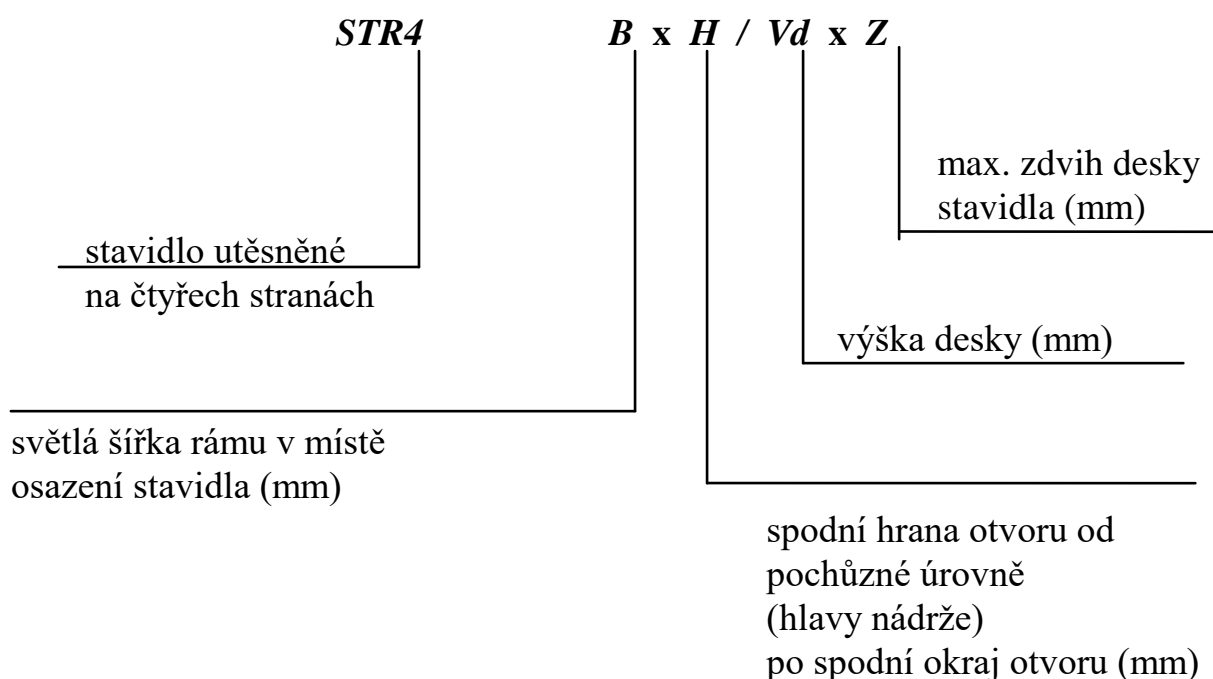 STR4 B x H / Vd x Z
max. zdvih desky
stavidla (mm)
stavidlo utěsněné
na čtyřech stranách
výška desky (mm)
světlá šířka rámu v místě
osazení stavidla (mm)
spodní hrana otvoru od
pochůzné úrovně
(hlavy nádrže)
po spodní okraj otvoru (mm)